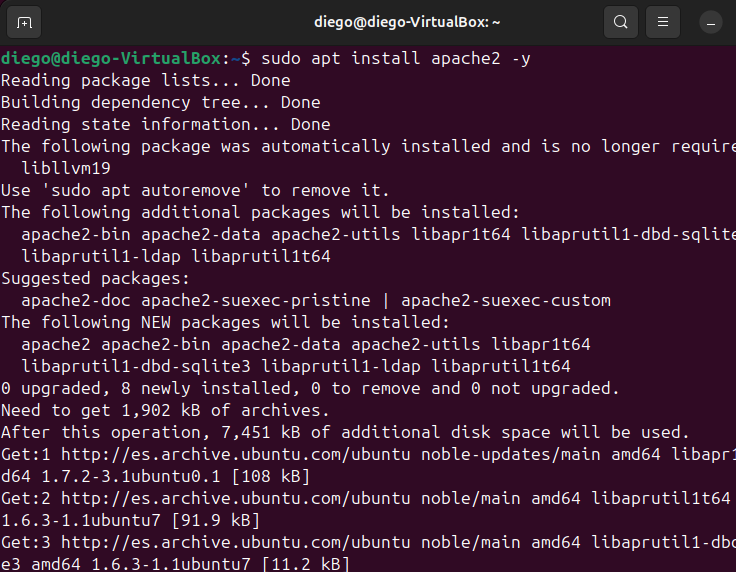 diego@diego-VirtualBox: ~
diego@diego-VirtualBox:~$ sudo apt install apache2 -y
Reading package lists... Done
Building dependency tree... Done
Reading state information... Done
The following package was automatically installed and is no longer require
  libllvm19
Use 'sudo apt autoremove' to remove it.
The following additional packages will be installed:
  apache2-bin apache2-data apache2-utils libapr1t64 libaprutil1-dbd-sqlite
  libaprutil1-ldap libaprutil1t64
Suggested packages:
  apache2-doc apache2-suexec-pristine | apache2-suexec-custom
The following NEW packages will be installed:
  apache2 apache2-bin apache2-data apache2-utils libapr1t64
  libaprutil1-dbd-sqlite3 libaprutil1-ldap libaprutil1t64
0 upgraded, 8 newly installed, 0 to remove and 0 not upgraded.
Need to get 1,902 kB of archives.
After this operation, 7,451 kB of additional disk space will be used.
Get:1 http://es.archive.ubuntu.com/ubuntu noble-updates/main amd64 libapr1
d64 1.7.2-3.1ubuntu0.1 [108 kB]
Get:2 http://es.archive.ubuntu.com/ubuntu noble/main amd64 libaprutil1t64
1.6.3-1.1ubuntu7 [91.9 kB]
Get:3 http://es.archive.ubuntu.com/ubuntu noble/main amd64 libaprutil1-dbd
e3 amd64 1.6.3-1.1ubuntu7 [11.2 kB]